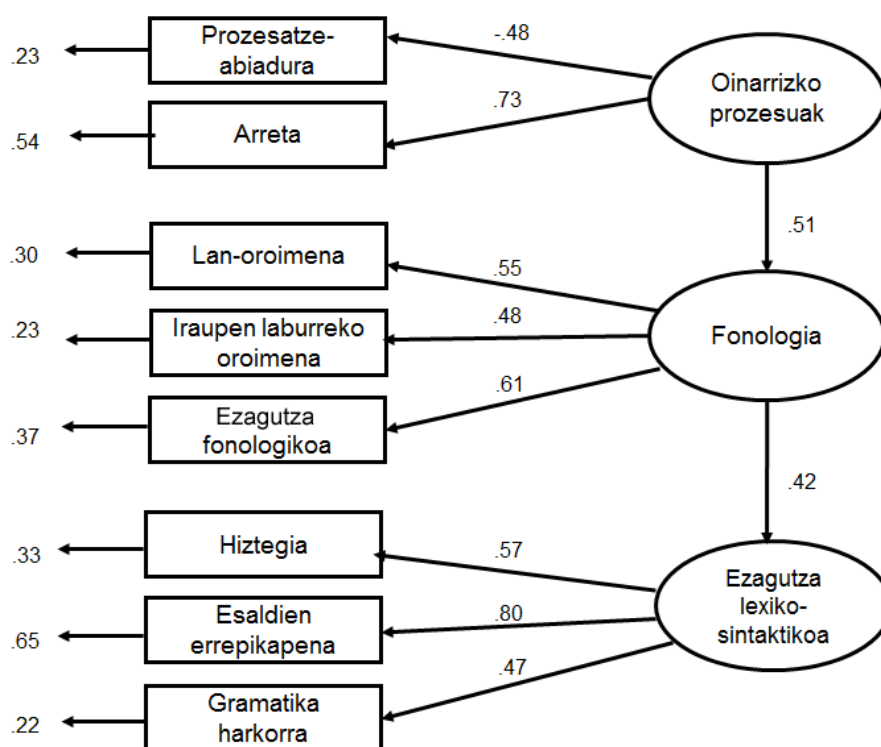 Prozesatze-
abiadura
.23
-.48
Oinarrizko
prozesuak
.73
Arreta
.54
.51
Lan-oroimena
.30
.55
Iraupen laburreko
oroimena
.23
.48
Fonologia
.61
Ezagutza
fonologikoa
.37
.42
Hiztegia
.33
.57
Ezagutza
lexiko-
sintaktikoa
Esaldien
errepikapena
.65
.80
.47
Gramatika
harkorra
.22